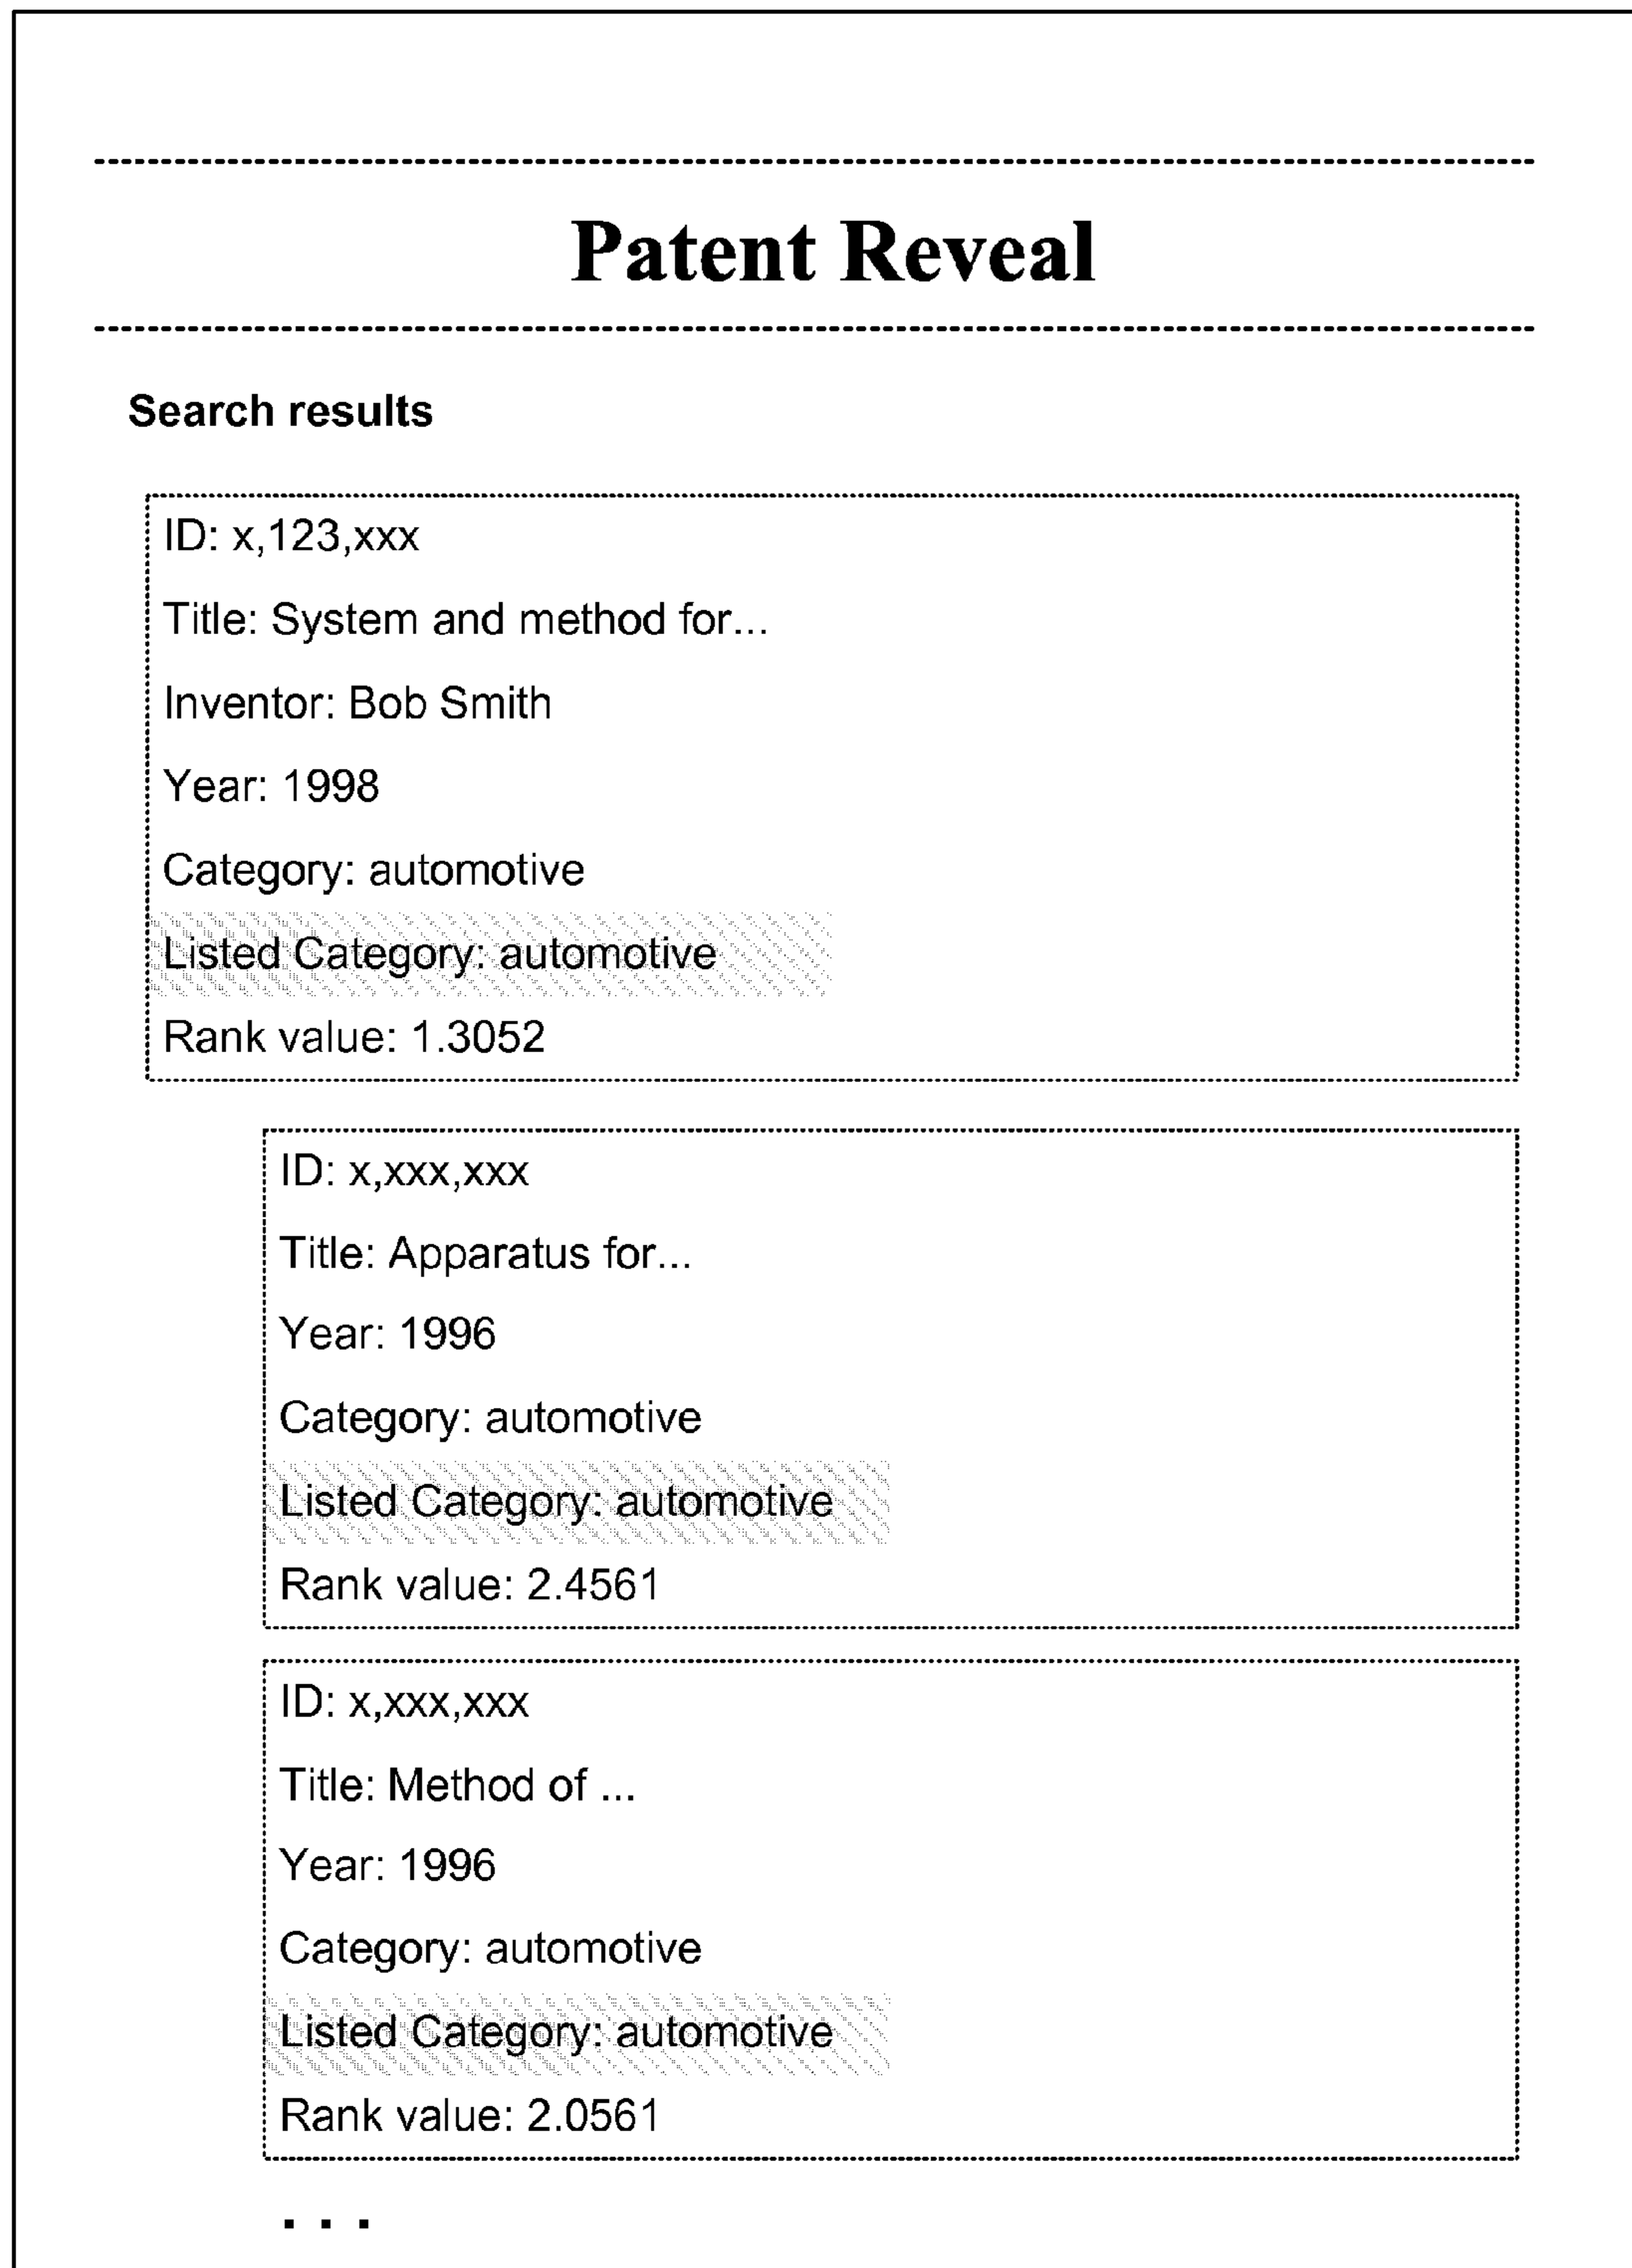 Patent Reveal
Search results
ID: x,123,xxx
Title: System and method for...
Inventor: Bob Smith
Year: 1998
Category: automotive
Listed Category: automotive
Rank value: 1.3052
ID: x,xxx,xxx
Title: Apparatus for...
Year: 1996
Category: automotive
Listed Category: automotive
Rank value: 2.4561
ID: x,xxx,xxx
Title: Method of ...
Year: 1996
Category: automotive
Listed Category: automotive
Rank value: 2.0561
. . .